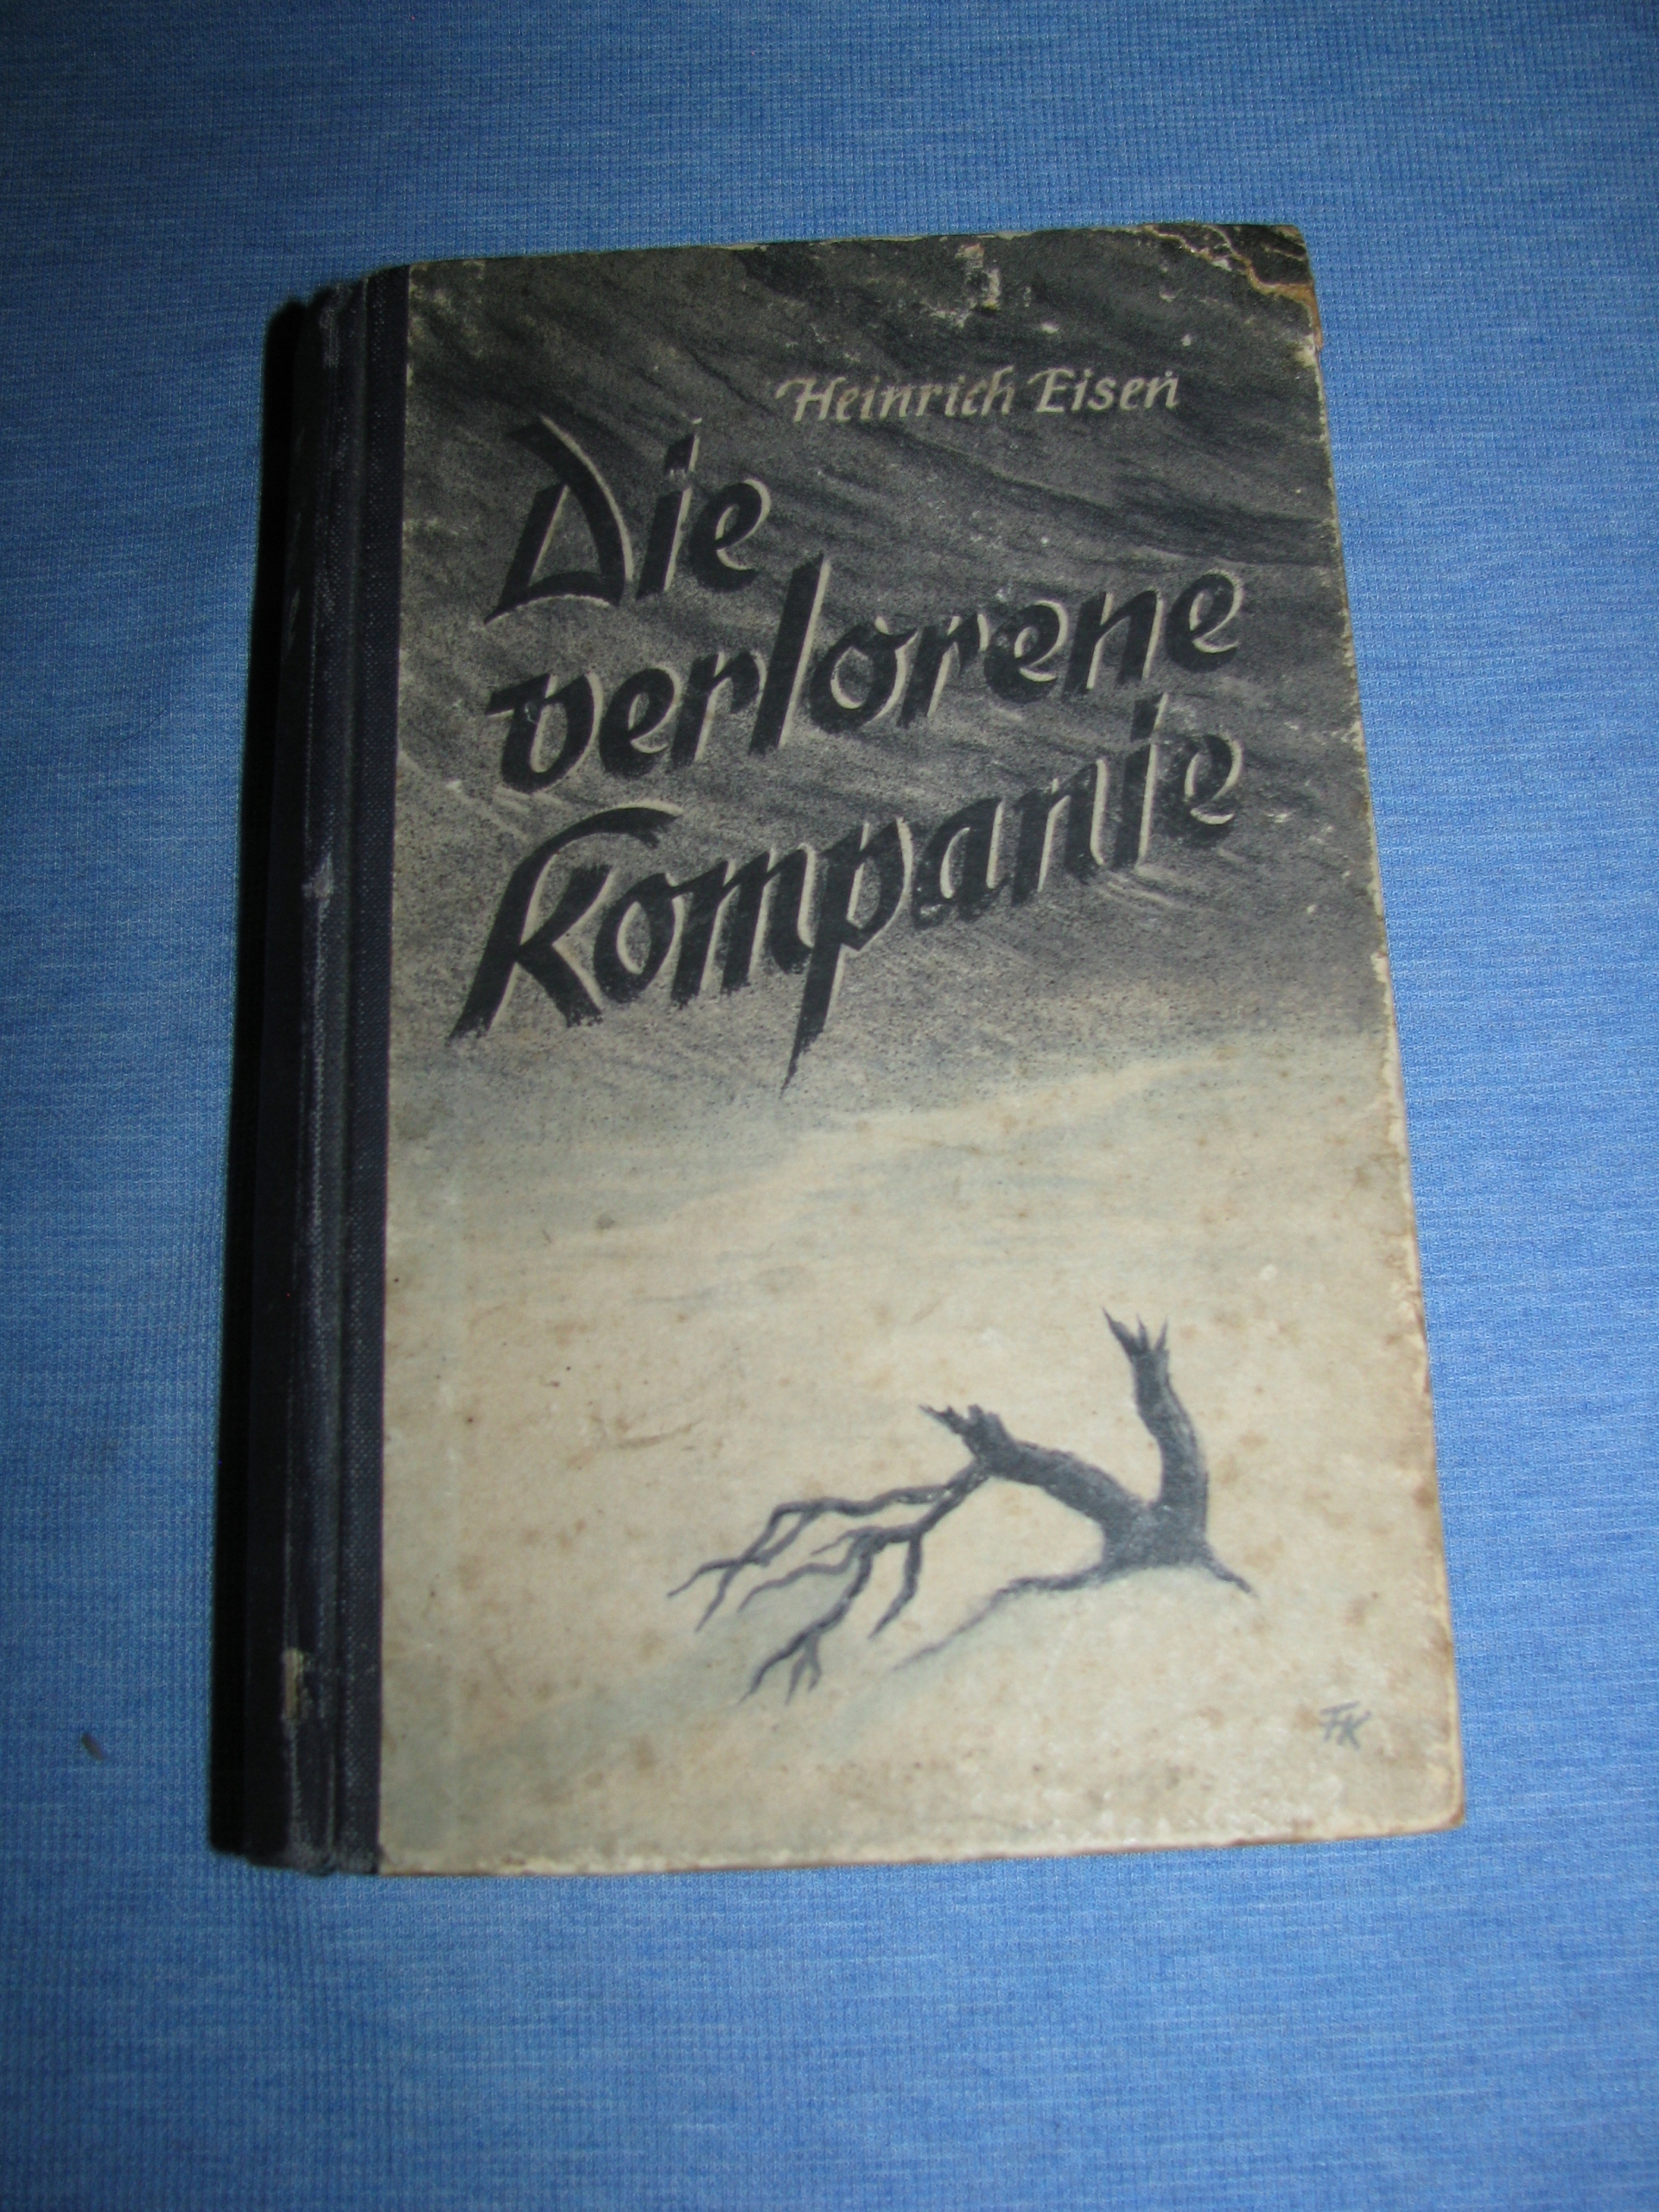 Heinrich Eisen
Die
verlorene
Kompanie
FK